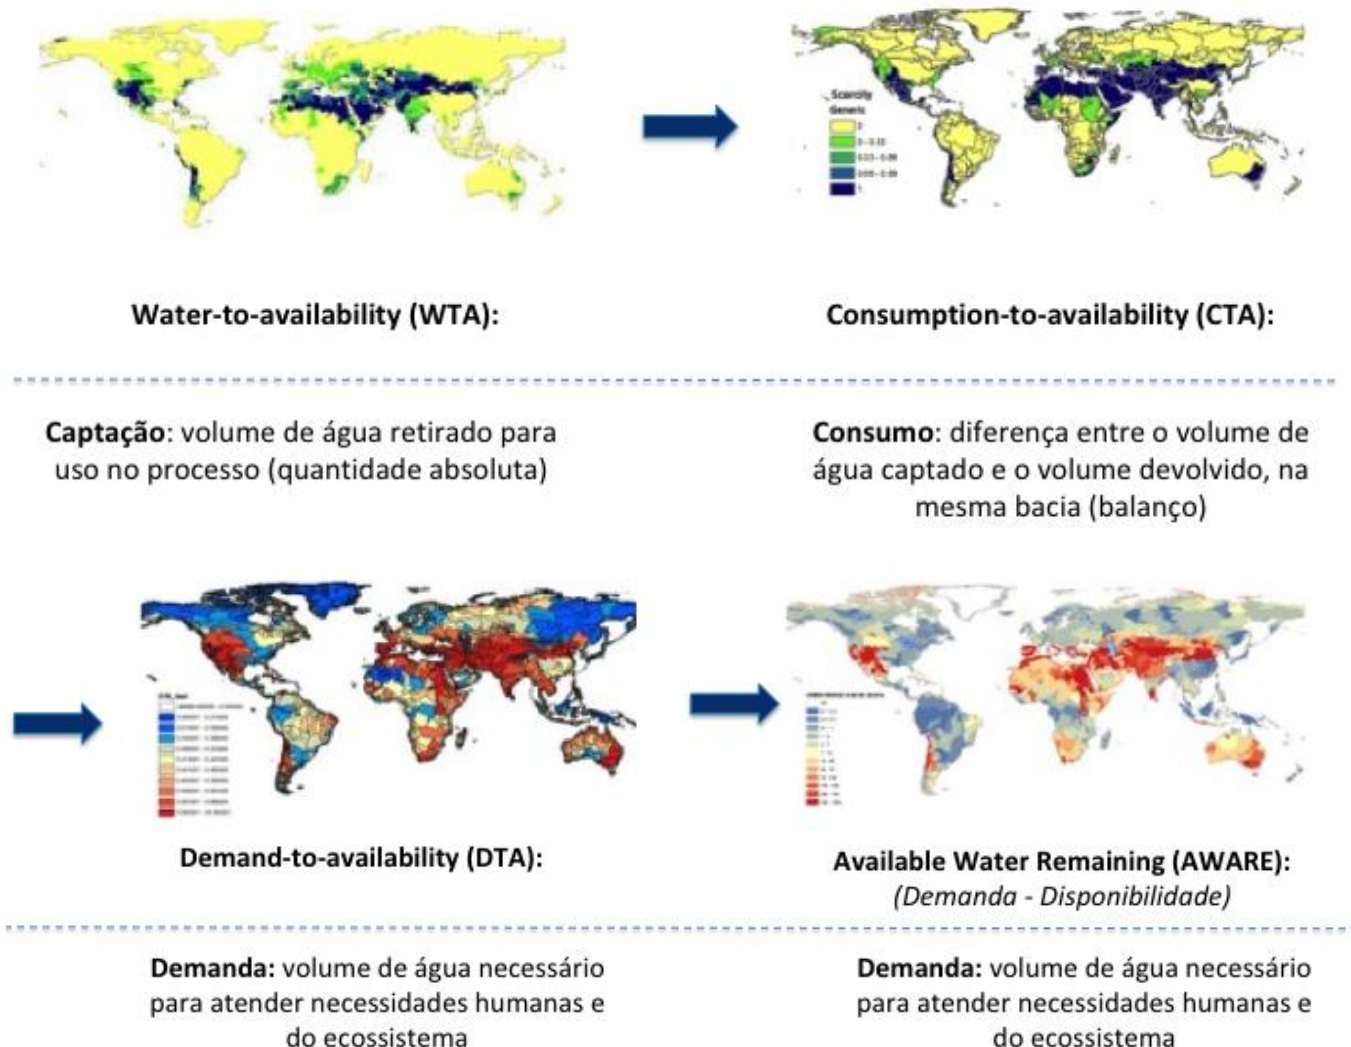 Scarcity
Generic
Water-to-availability (WTA):
Consumption-to-availability (CTA):
Captação: volume de água retirado para
uso no processo (quantidade absoluta)
Consumo: diferença entre o volume de
água captado e o volume devolvido, na
mesma bacia (balanço)
Demand-to-availability (DTA):
Available Water Remaining (AWARE):
(Demanda - Disponibilidade)
Demanda: volume de água necessário
para atender necessidades humanas e
do ecossistema
Demanda: volume de água necessário
para atender necessidades humanas e
do ecossistema